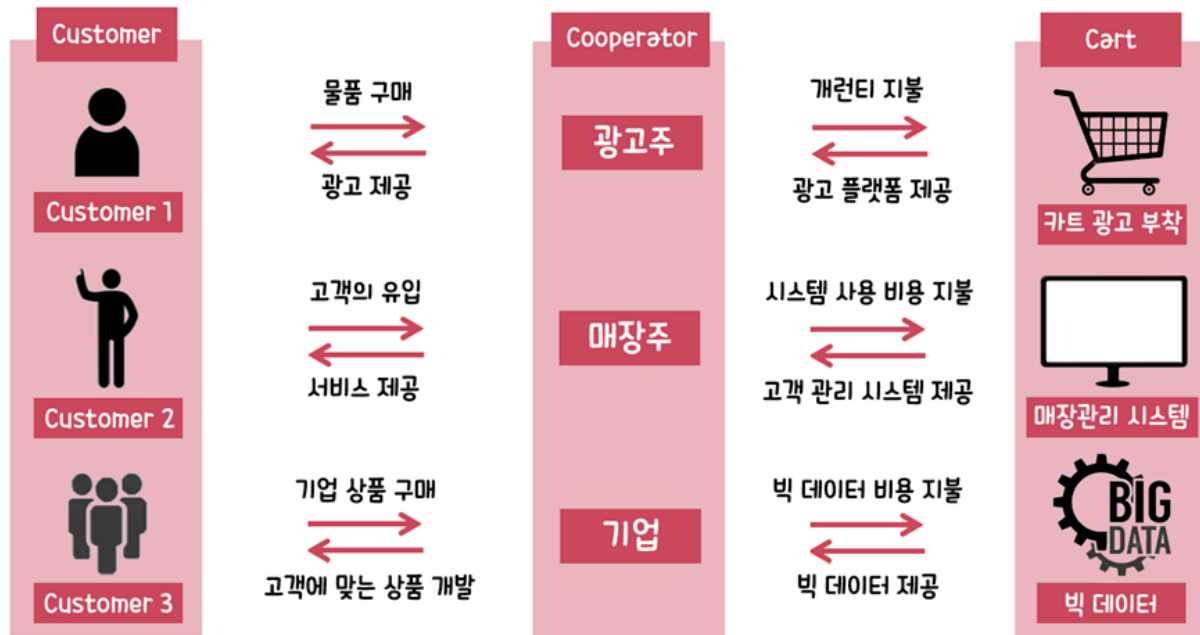 Customer
Cooperator
Cart
물품 구매
개런티 지불
광고주
광고 제공
광고 플랫폼 제공
Customer 1
카트 광고 부착
고객의 유입
시스템 사용 비용 지불
매장주
서비스 제공
고객 관리 시스템 제공
Customer 2
매장관리 시스템
기업 상품 구매
빅 데이터 비용 지불
BIG
DATA
기업
고객에 맞는 상품 개발
빅 데이터 제공
Customer 3
빅 데이터